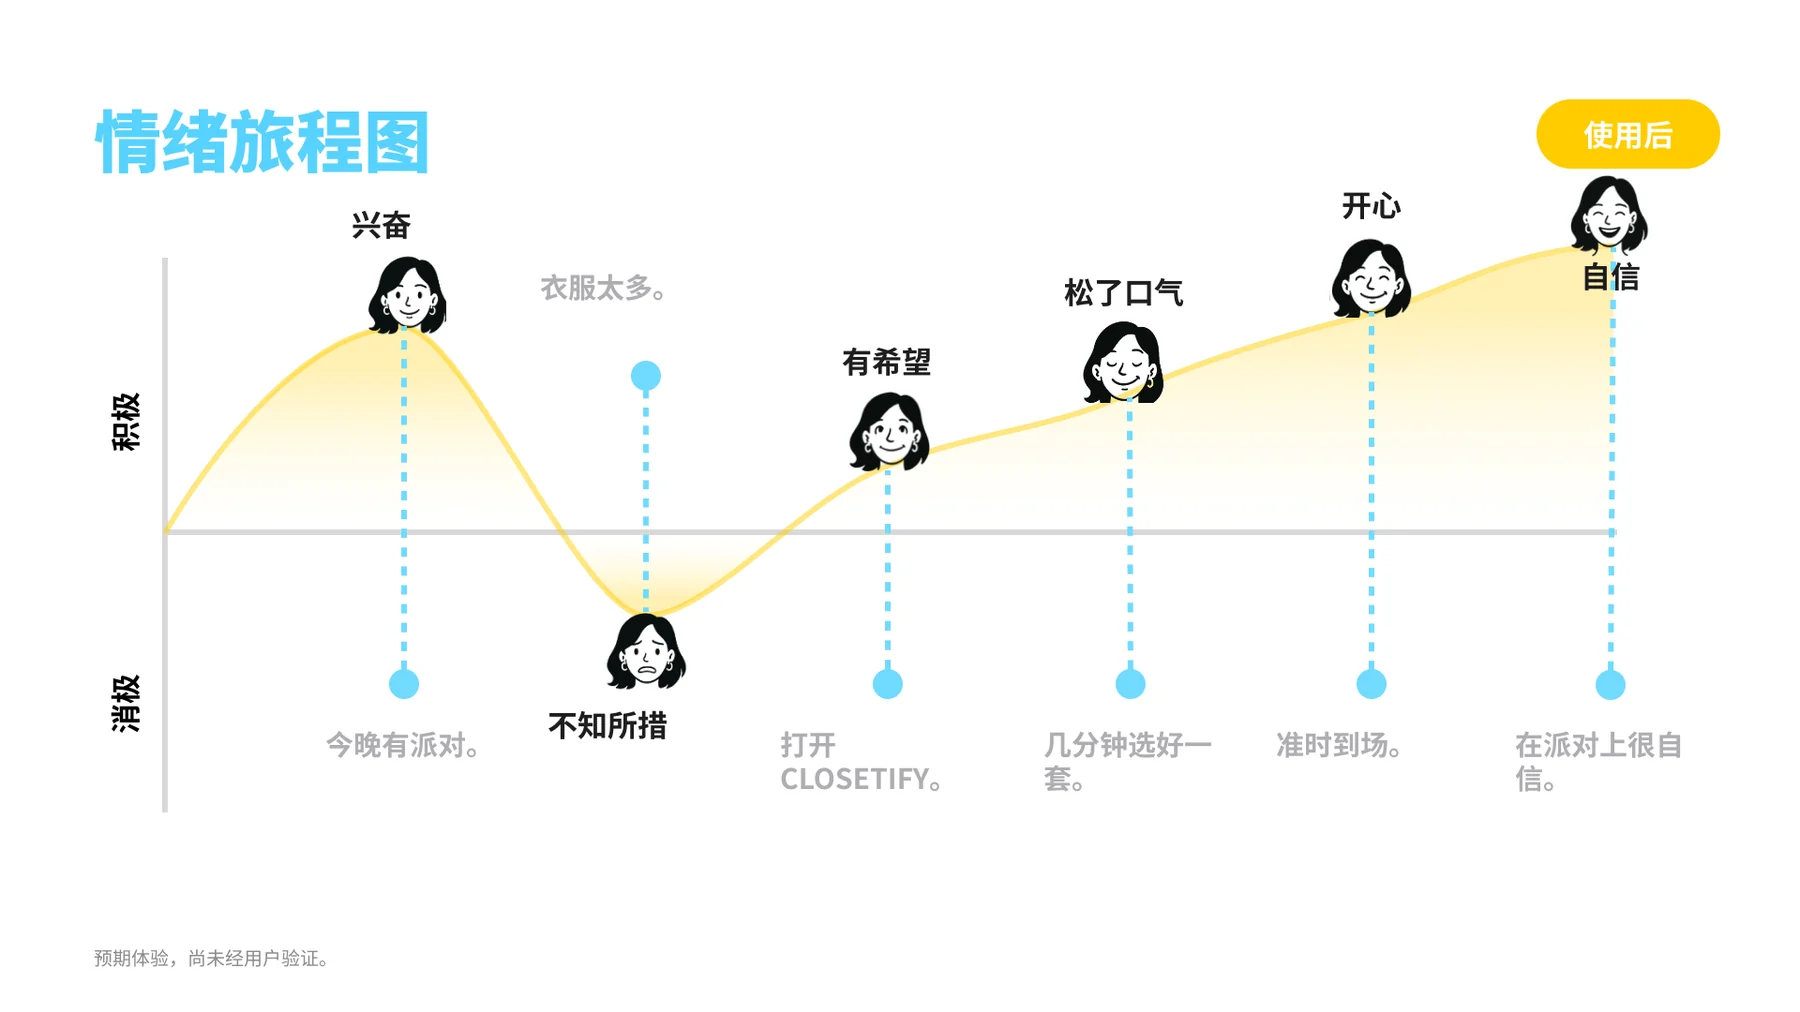 情绪旅程图
使用后
兴奋
衣服太多。
有希望
松了口气
开心
自信
积极
消极
今晚有派对。
不知所措
打开
CLOSETIFY。
几分钟选好一
套。
准时到场。
在派对上很自
信。
预期体验，尚未经用户验证。